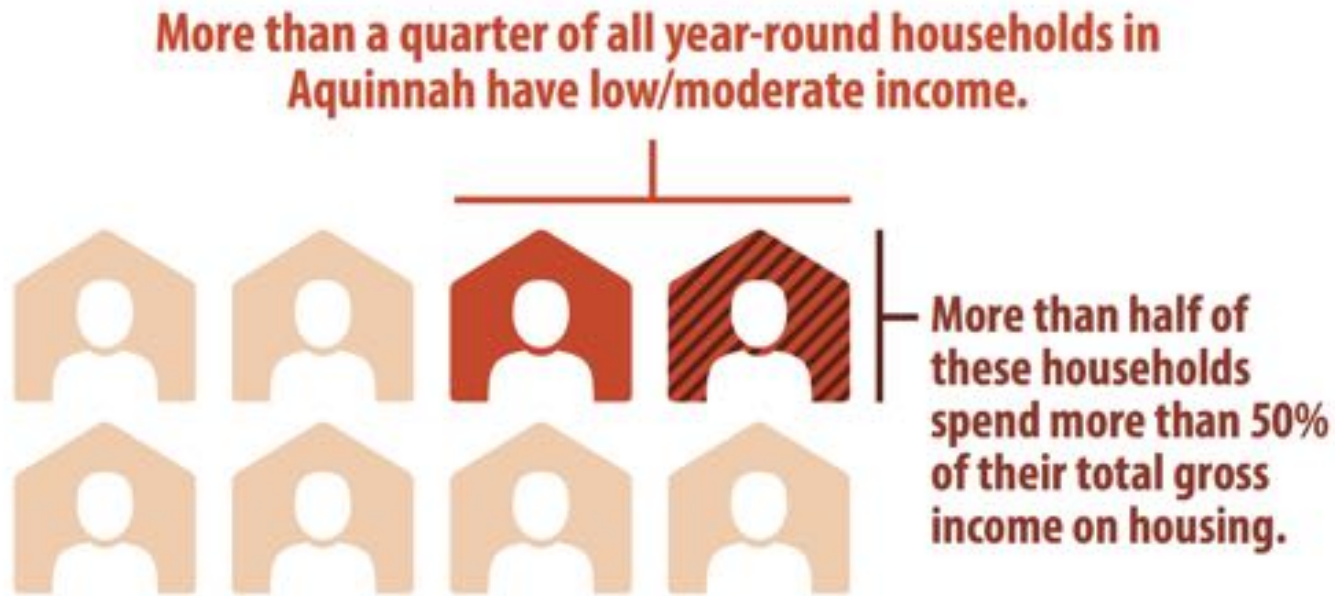 More than a quarter of all year-round households in
Aquinnah have low/moderate income.
More than half of
these households
spend more than 50%
of their total gross
income on housing.